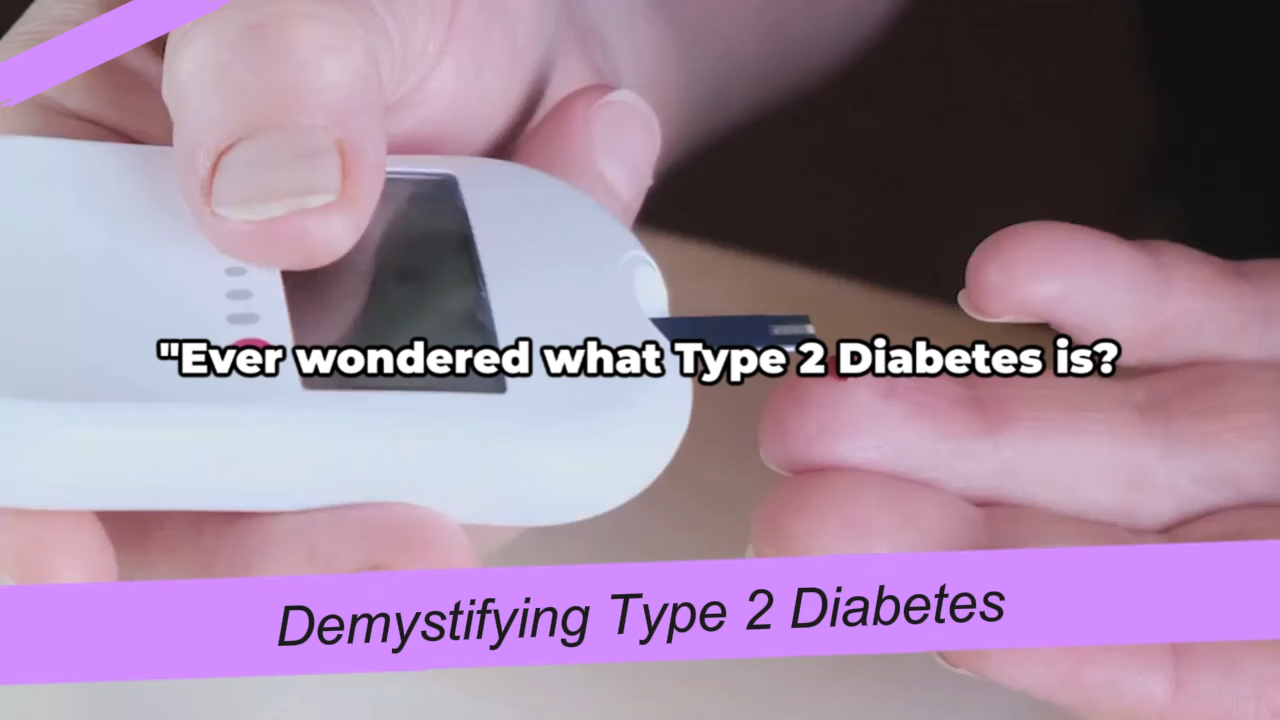 "Ever wondered what Type 2 Diabetes is?
Demystifying Type 2 Diabetes